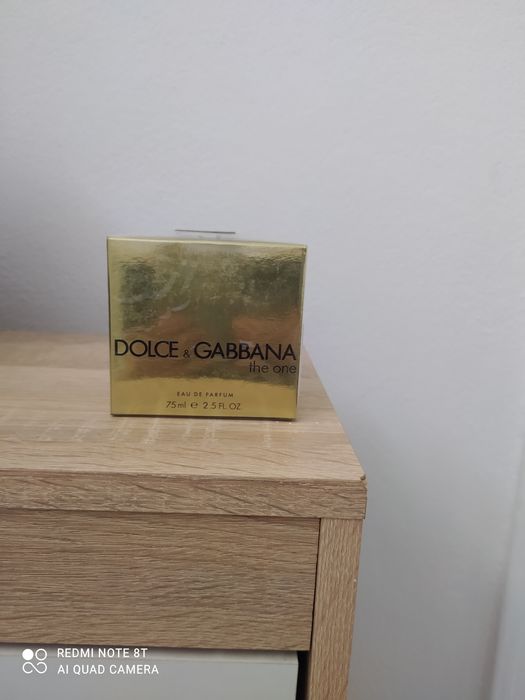 DOLCE & GABBANA
the one
EAU DE PARFUM
75ml e 2.5 FL.OZ
REDMI NOTE 8T
AI QUAD CAMERA